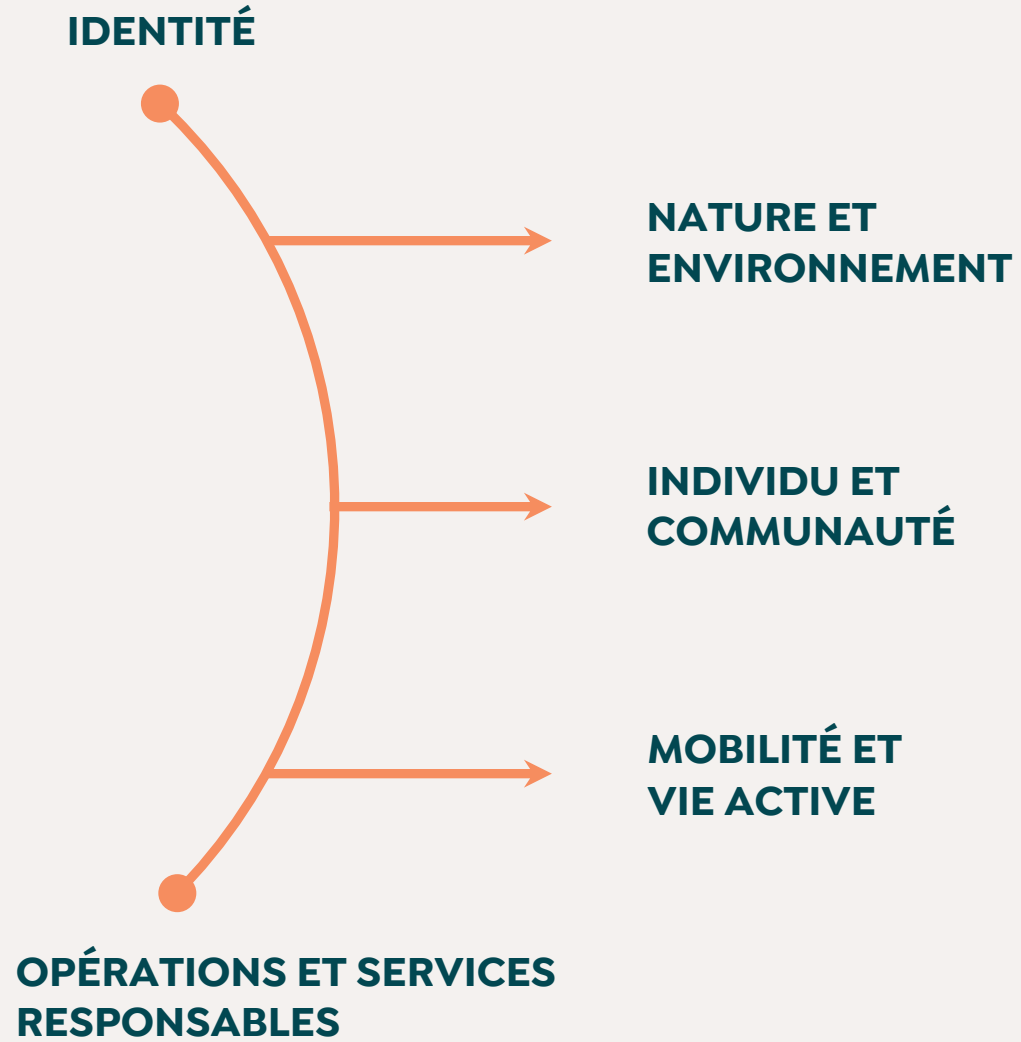 IDENTITÉ
NATURE ET
ENVIRONNEMENT
INDIVIDU ET
COMMUNAUTÉ
MOBILITÉ ET
VIE ACTIVE
OPÉRATIONS ET SERVICES
RESPONSABLES